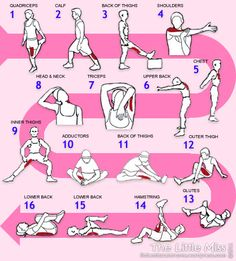 QUADRICEPS CALF BACK OF THIGHS SHOULDERS
1 2 3 4
CHEST
5
HEAD & NECK TRICEPS UPPER BACK
8 7 6
INNER THIGHS
9
ADDUCTORS BACK OF THIGHS OUTER THIGH
10 11 12
GLUTES
13
LOWER BACK LOWER BACK HAMSTRING
16 15 14
The Little Miss